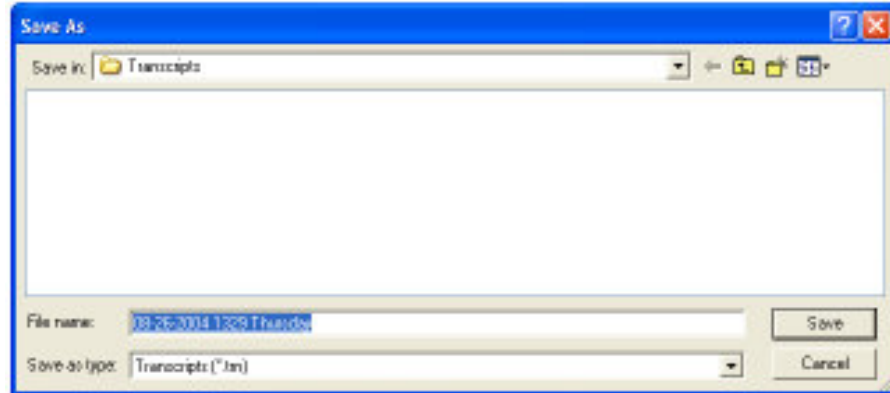 Save As
Save in: Transcripts
File name: 08-26-2004 1329 Thursday
Save
Save as type: Transcripts (*.trn)
Cancel